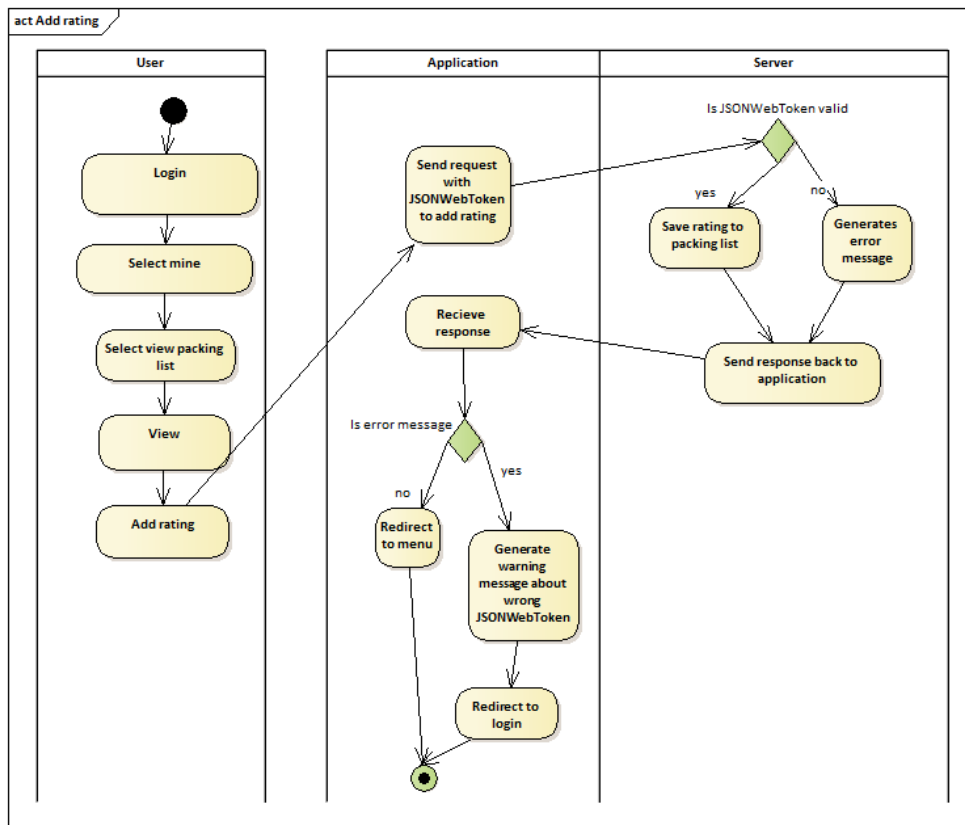 act Add rating
User
Application
Server
Login
Select mine
Select view packing
list
View
Add rating
Send request
with
JSONWebToken
to add rating
Is JSONWebToken valid
yes
no
Save rating to
packing list
Generates
error
message
Send response back to
application
Recieve
response
Is error message
no
yes
Redirect
to menu
Generate
warning
message about
wrong
JSONWebToken
Redirect to
login